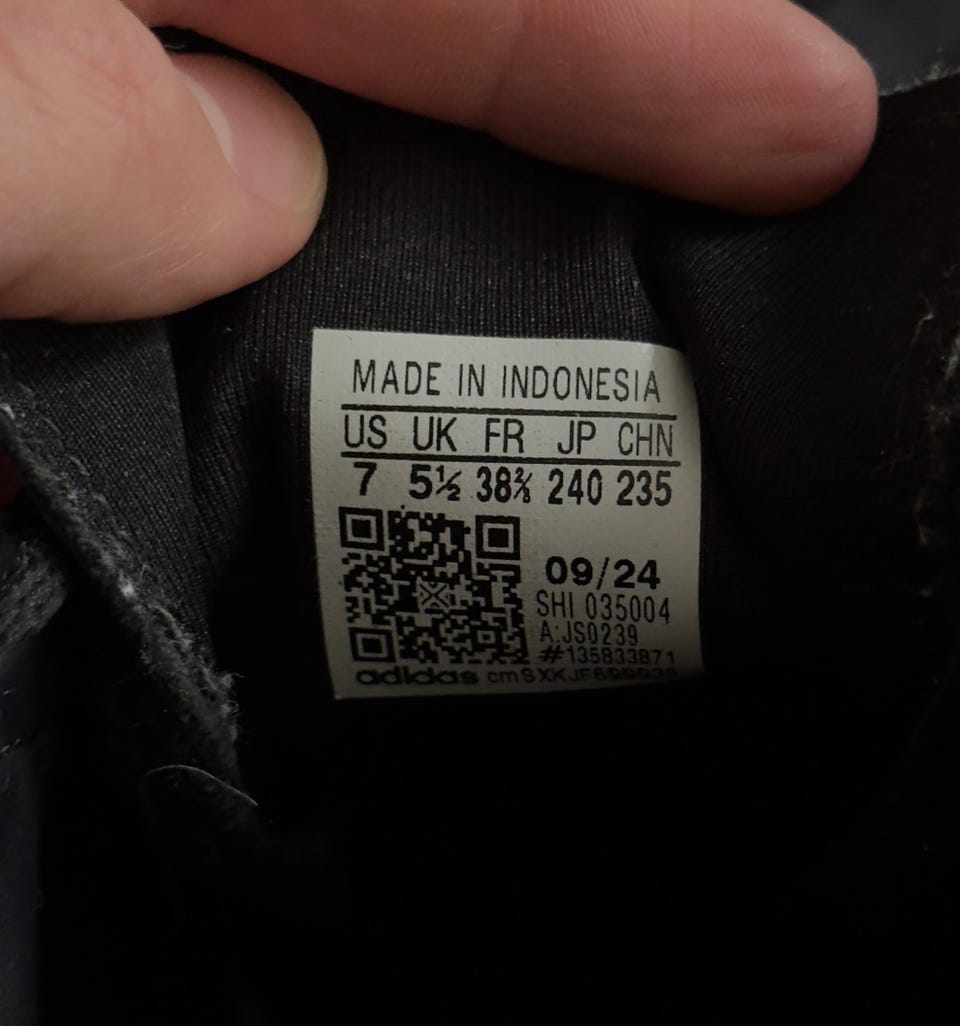 MADE IN INDONESIA
US UK FR JP CHN
7 5½ 38⅔ 240 235
09/24
SHI 035004
A:JS0239
#135833871
adidas